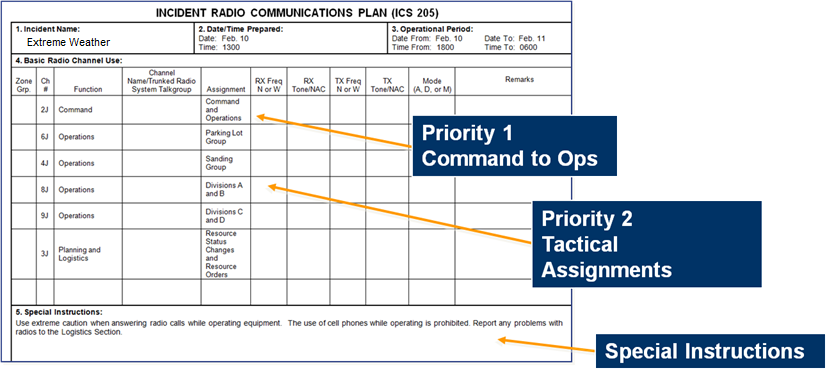 INCIDENT RADIO COMMUNICATIONS PLAN (ICS 205)
1. Incident Name:
Extreme Weather
2. Date/Time Prepared:
Date: Feb. 10
Time: 1300
3. Operational Period:
Date From: Feb. 10 Date To: Feb. 11
Time From: 1800 Time To: 0600
4. Basic Radio Channel Use:
Zone Grp.
Ch #
Function
Channel Name/Trunked Radio System Talkgroup
Assignment
RX Freq N or W
RX Tone/NAC
TX Freq N or W
TX Tone/NAC
Mode (A, D, or M)
Remarks
2J Command Command and Operations
6J Operations Parking Lot Group
4J Operations Sanding Group
8J Operations Divisions A and B
9J Operations Divisions C and D
3J Planning and Logistics Resource Status Changes and Resource Orders
Priority 1
Command to Ops
Priority 2
Tactical
Assignments
5. Special Instructions:
Use extreme caution when answering radio calls while operating equipment. The use of cell phones while operating is prohibited. Report any problems with
radios to the Logistics Section.
Special Instructions